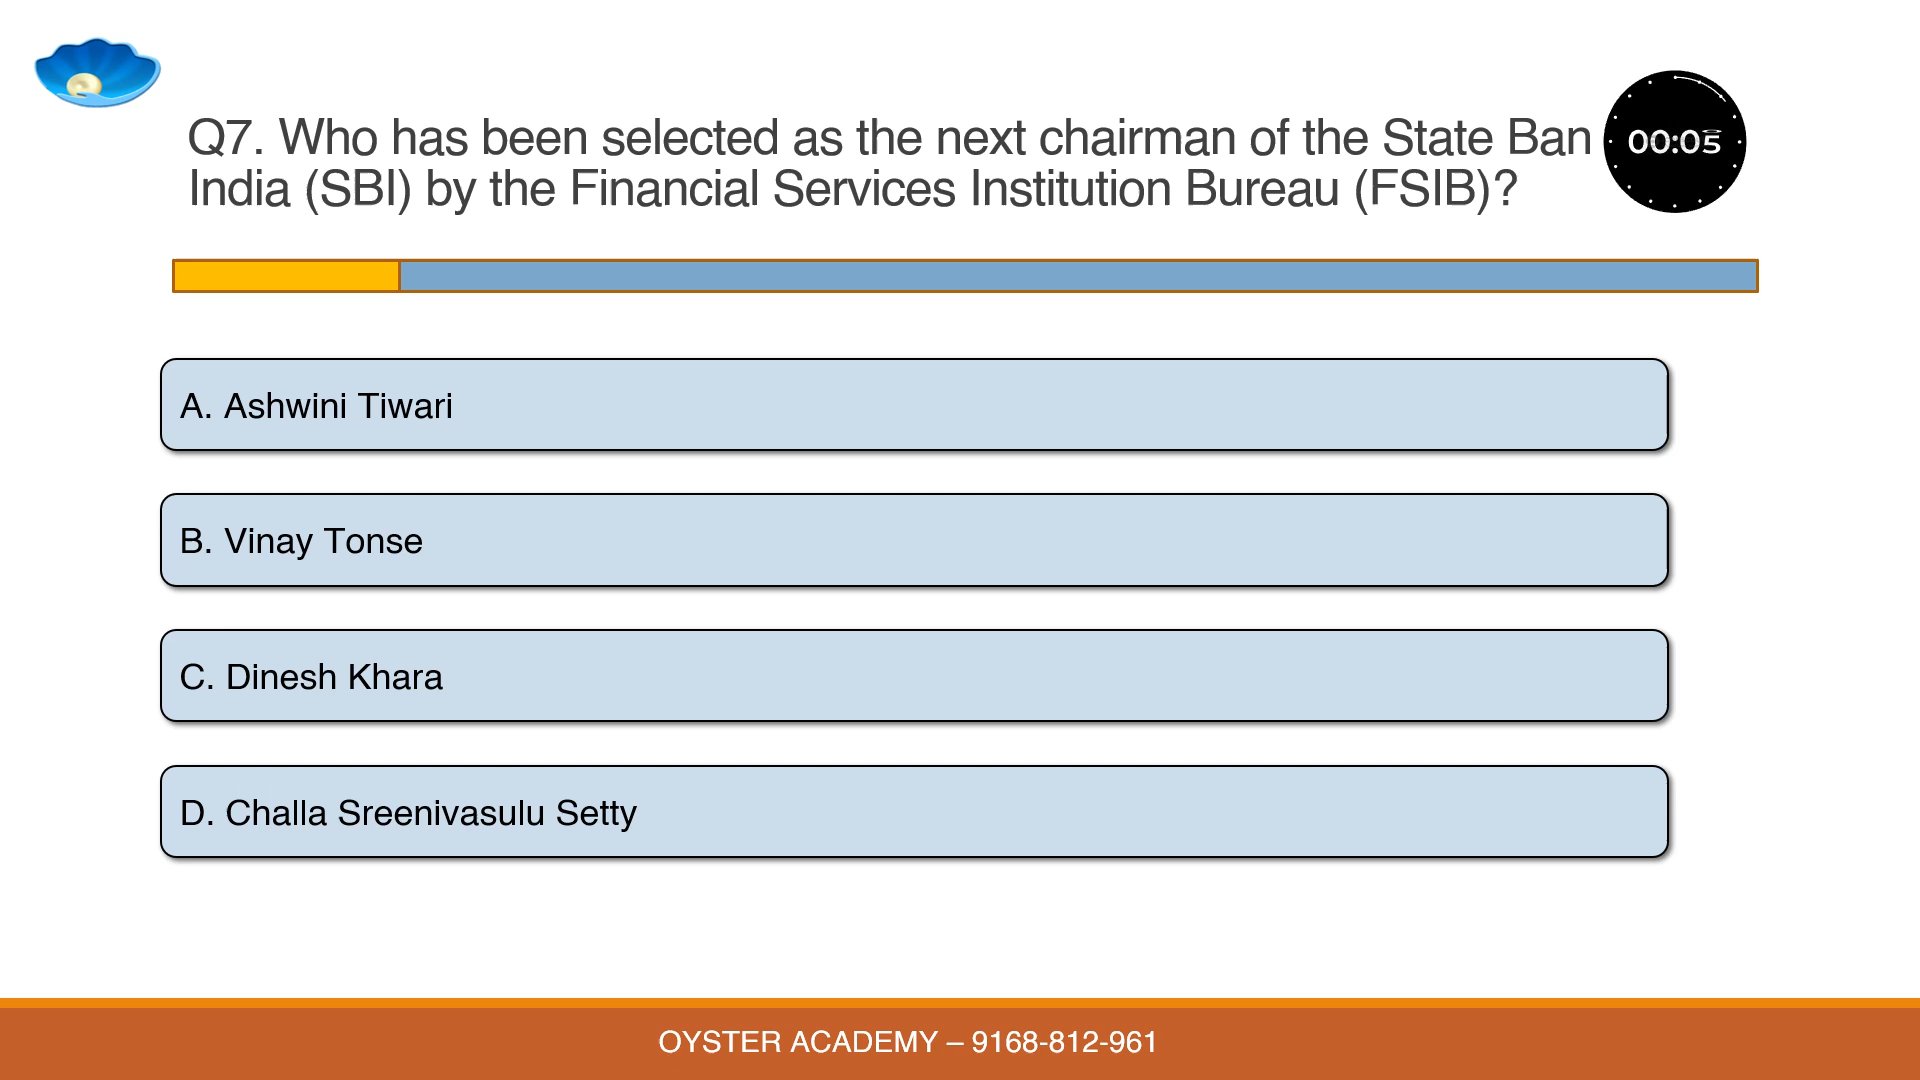 Q7. Who has been selected as the next chairman of the State Ban
India (SBI) by the Financial Services Institution Bureau (FSIB)?
00:05
A. Ashwini Tiwari
B. Vinay Tonse
C. Dinesh Khara
D. Challa Sreenivasulu Setty
OYSTER ACADEMY – 9168-812-961